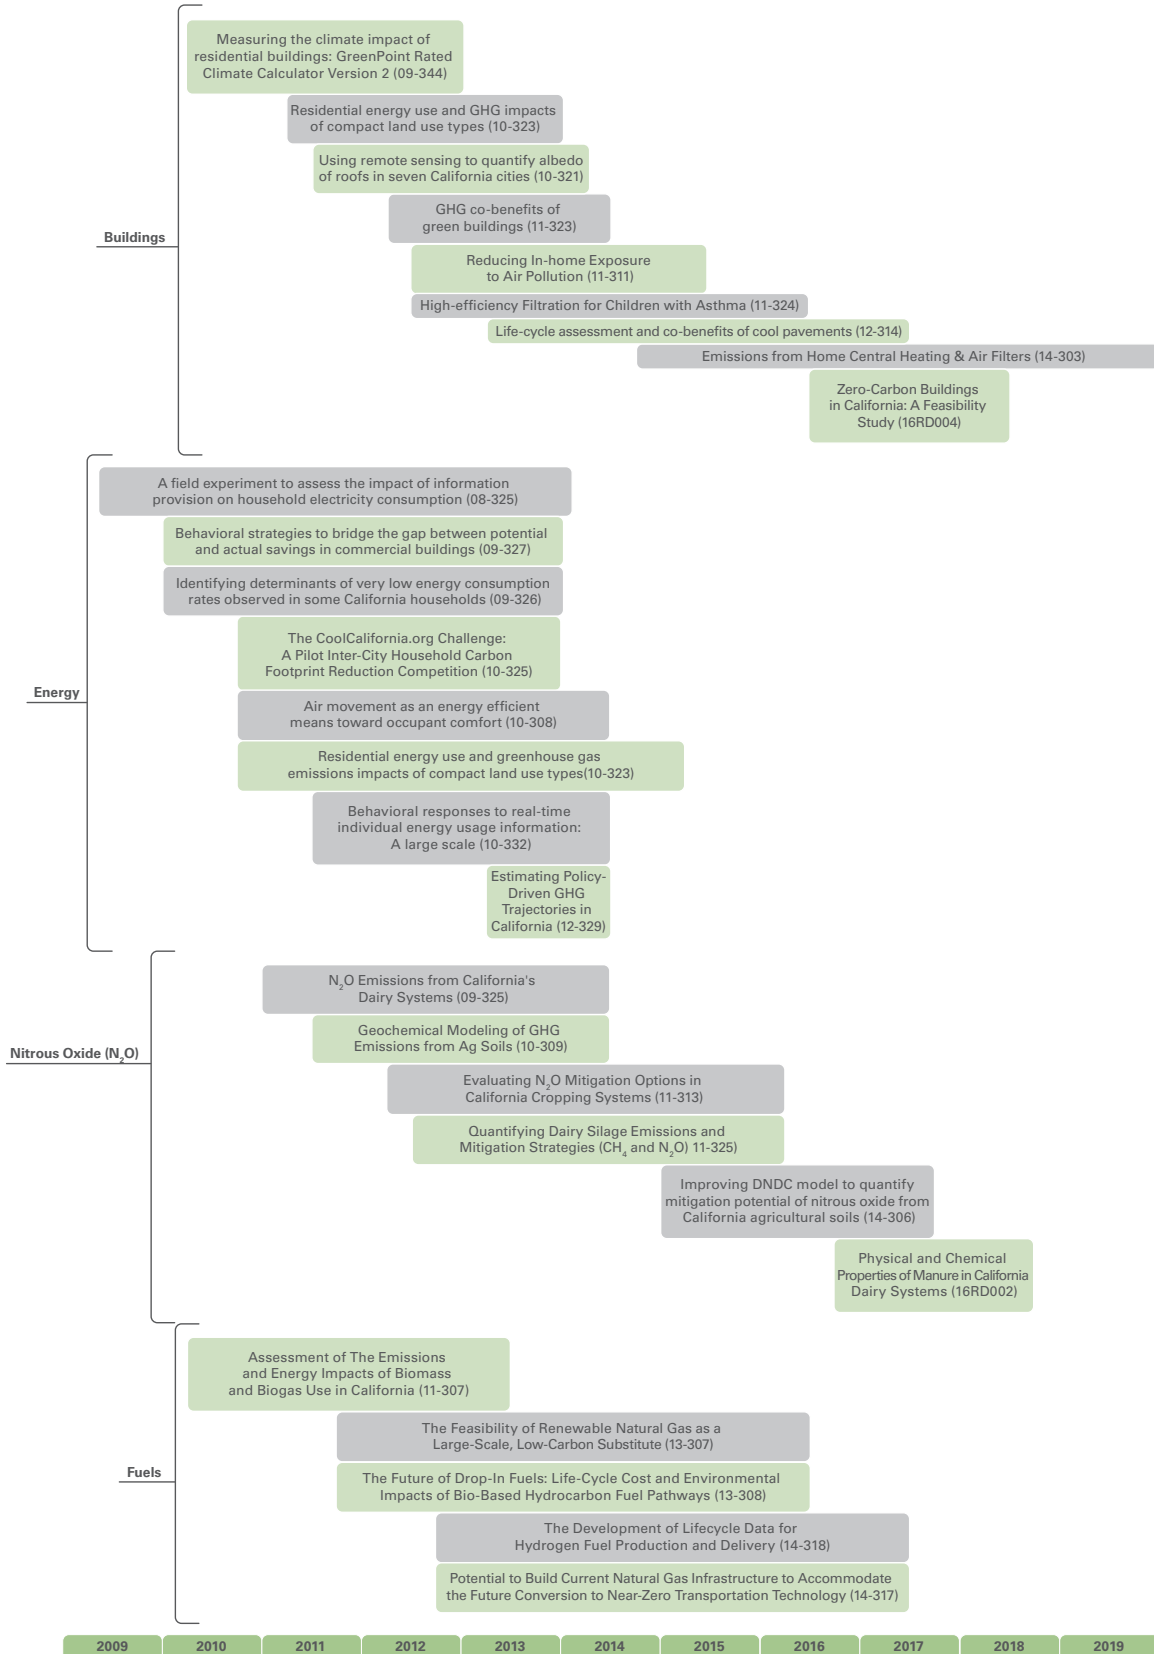 Measuring the climate impact of
residential buildings: GreenPoint Rated
Climate Calculator Version 2 (09-344)
Residential energy use and GHG impacts
of compact land use types (10-323)
Using remote sensing to quantify albedo
of roofs in seven California cities (10-321)
GHG co-benefits of
green buildings (11-323)
Buildings
Reducing In-home Exposure
to Air Pollution (11-311)
High-efficiency Filtration for Children with Asthma (11-324)
Life-cycle assessment and co-benefits of cool pavements (12-314)
Emissions from Home Central Heating & Air Filters (14-303)
Zero-Carbon Buildings
in California: A Feasibility
Study (16RD004)
A field experiment to assess the impact of information
provision on household electricity consumption (08-325)
Behavioral strategies to bridge the gap between potential
and actual savings in commercial buildings (09-327)
Identifying determinants of very low energy consumption
rates observed in some California households (09-326)
The CoolCalifornia.org Challenge:
A Pilot Inter-City Household Carbon
Footprint Reduction Competition (10-325)
Energy
Air movement as an energy efficient
means toward occupant comfort (10-308)
Residential energy use and greenhouse gas
emissions impacts of compact land use types(10-323)
Behavioral responses to real-time
individual energy usage information:
A large scale (10-332)
Estimating Policy-
Driven GHG
Trajectories in
California (12-329)
N₂O Emissions from California's
Dairy Systems (09-325)
Geochemical Modeling of GHG
Emissions from Ag Soils (10-309)
Nitrous Oxide (N₂O)
Evaluating N₂O Mitigation Options in
California Cropping Systems (11-313)
Quantifying Dairy Silage Emissions and
Mitigation Strategies (CH₄ and N₂O) 11-325)
Improving DNDC model to quantify
mitigation potential of nitrous oxide from
California agricultural soils (14-306)
Physical and Chemical
Properties of Manure in California
Dairy Systems (16RD002)
Assessment of The Emissions
and Energy Impacts of Biomass
and Biogas Use in California (11-307)
The Feasibility of Renewable Natural Gas as a
Large-Scale, Low-Carbon Substitute (13-307)
Fuels
The Future of Drop-In Fuels: Life-Cycle Cost and Environmental
Impacts of Bio-Based Hydrocarbon Fuel Pathways (13-308)
The Development of Lifecycle Data for
Hydrogen Fuel Production and Delivery (14-318)
Potential to Build Current Natural Gas Infrastructure to Accommodate
the Future Conversion to Near-Zero Transportation Technology (14-317)
2009 2010 2011 2012 2013 2014 2015 2016 2017 2018 2019